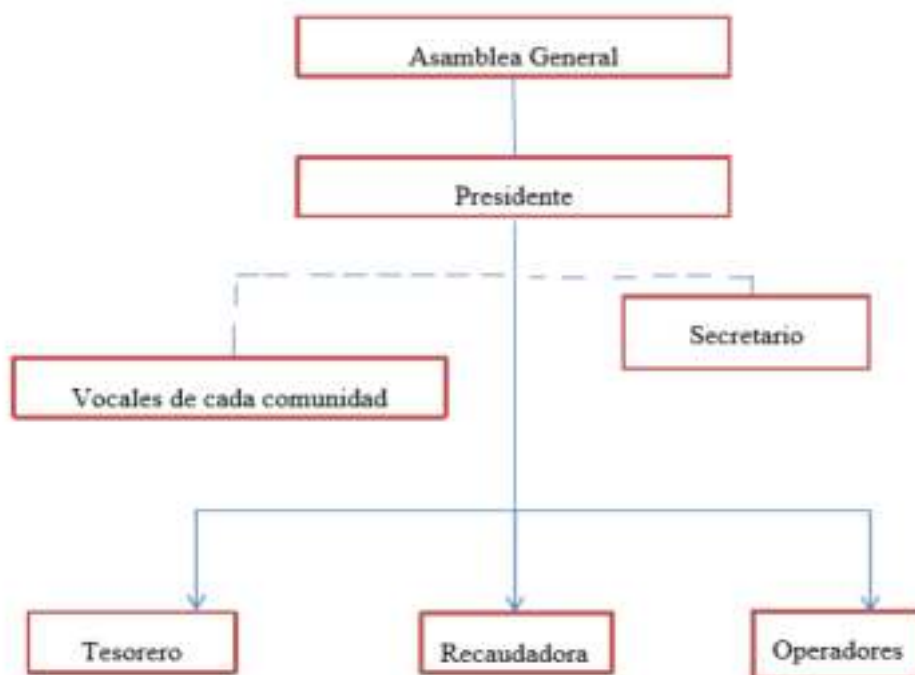 Asamblea General
Presidente
Secretario
Vocales de cada comunidad
Tesorero
Recaudadora
Operadores